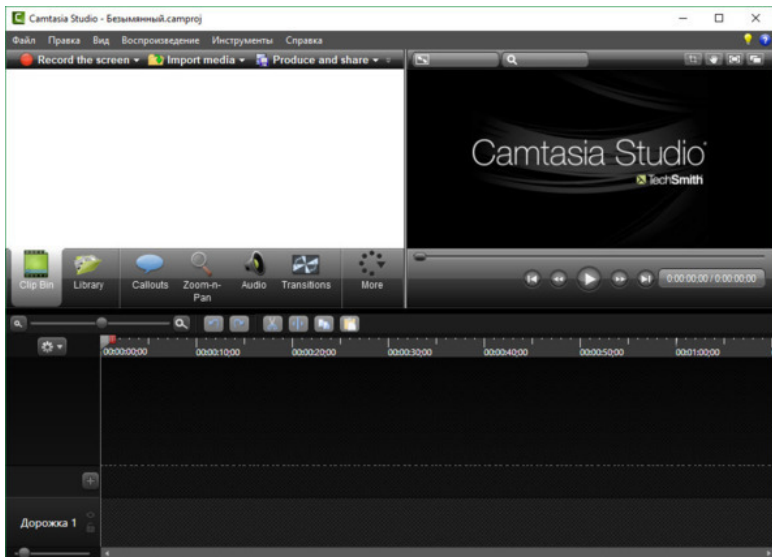 Camtasia Studio - Безымянный.camproj
Файл Правка Вид Воспроизведение Инструменты Справка
Record the screen Import media Produce and share
Camtasia Studio
TechSmith
Clip Bin Library Callouts Zoom-n-Pan Audio Transitions More
0:00:00;00 / 0:00:00;00
00:00:00;00 00:00:10;00 00:00:20;00 00:00:30;00 00:00:40;00 00:00:50;00 00:01:00;00
Дорожка 1